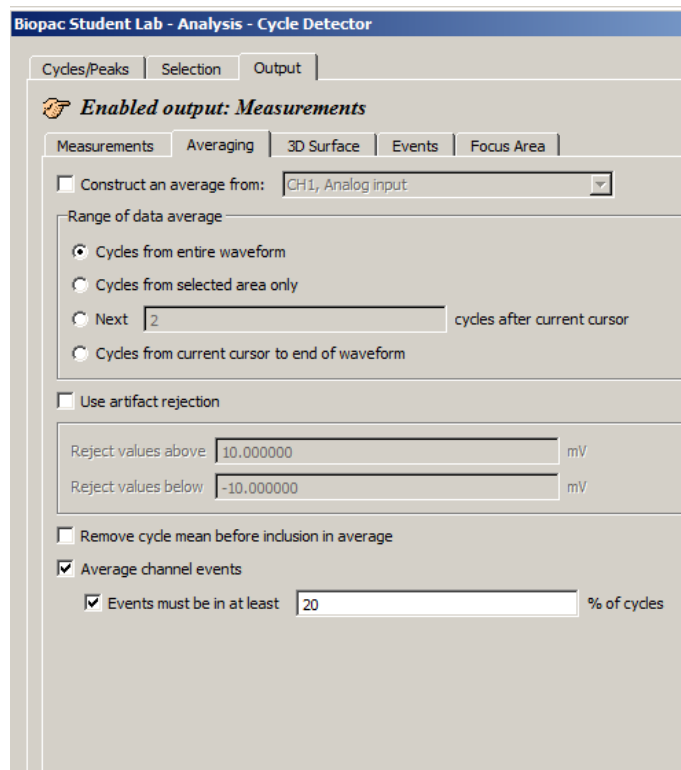 Biopac Student Lab - Analysis - Cycle Detector
Cycles/Peaks Selection Output
Enabled output: Measurements
Measurements Averaging 3D Surface Events Focus Area
Construct an average from: CH1, Analog input
Range of data average
Cycles from entire waveform
Cycles from selected area only
Next 2 cycles after current cursor
Cycles from current cursor to end of waveform
Use artifact rejection
Reject values above 10.000000 mV
Reject values below -10.000000 mV
Remove cycle mean before inclusion in average
Average channel events
Events must be in at least 20 % of cycles